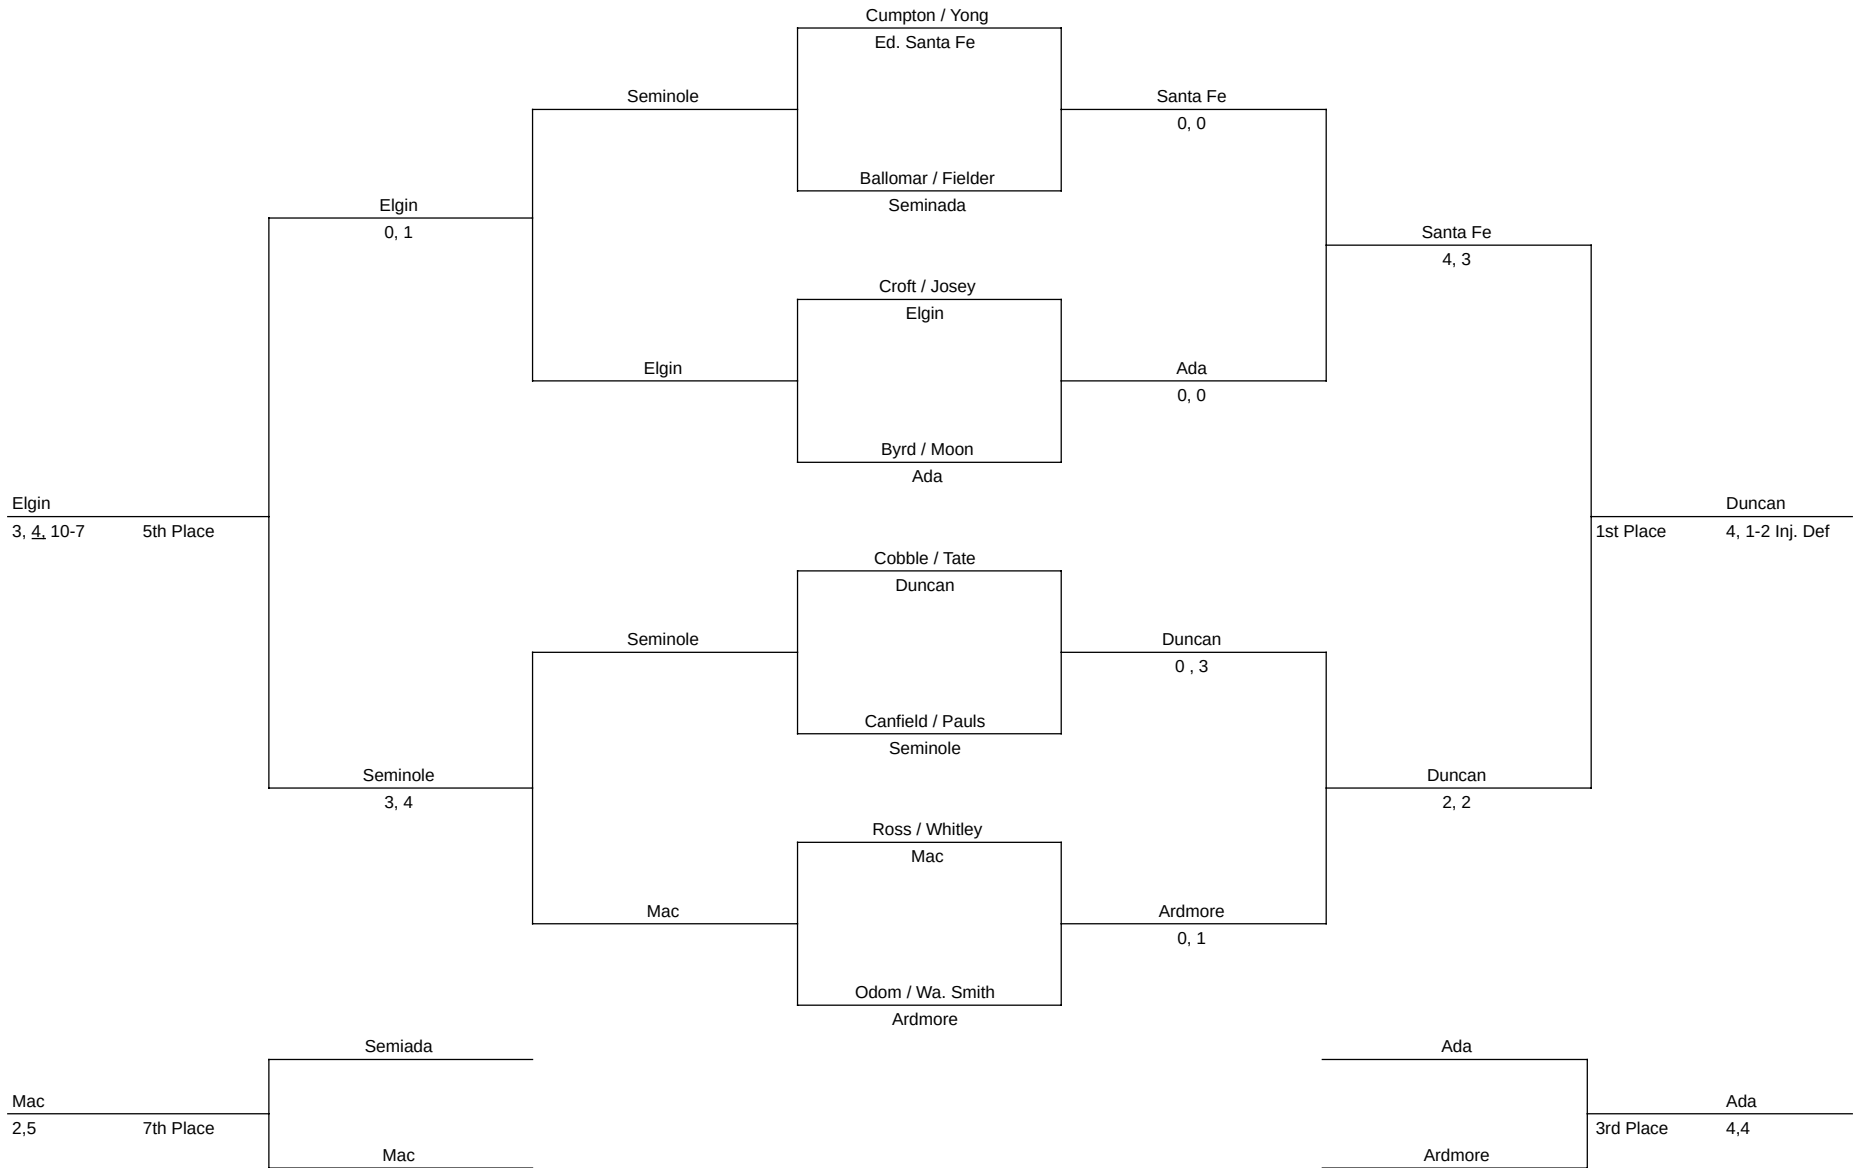 Cumpton / Yong
Ed. Santa Fe
Seminole
Santa Fe
0, 0
Ballomar / Fielder
Seminada
Elgin
0, 1
Santa Fe
4, 3
Croft / Josey
Elgin
Elgin
Ada
0, 0
Byrd / Moon
Ada
Elgin
3, 4, 10-7
5th Place
Duncan
1st Place
4, 1-2 Inj. Def
Cobble / Tate
Duncan
Seminole
Duncan
0 , 3
Canfield / Pauls
Seminole
Seminole
3, 4
Duncan
2, 2
Ross / Whitley
Mac
Mac
Ardmore
0, 1
Odom / Wa. Smith
Ardmore
Semiada
Ada
Mac
2,5
7th Place
Ada
3rd Place
4,4
Mac
Ardmore